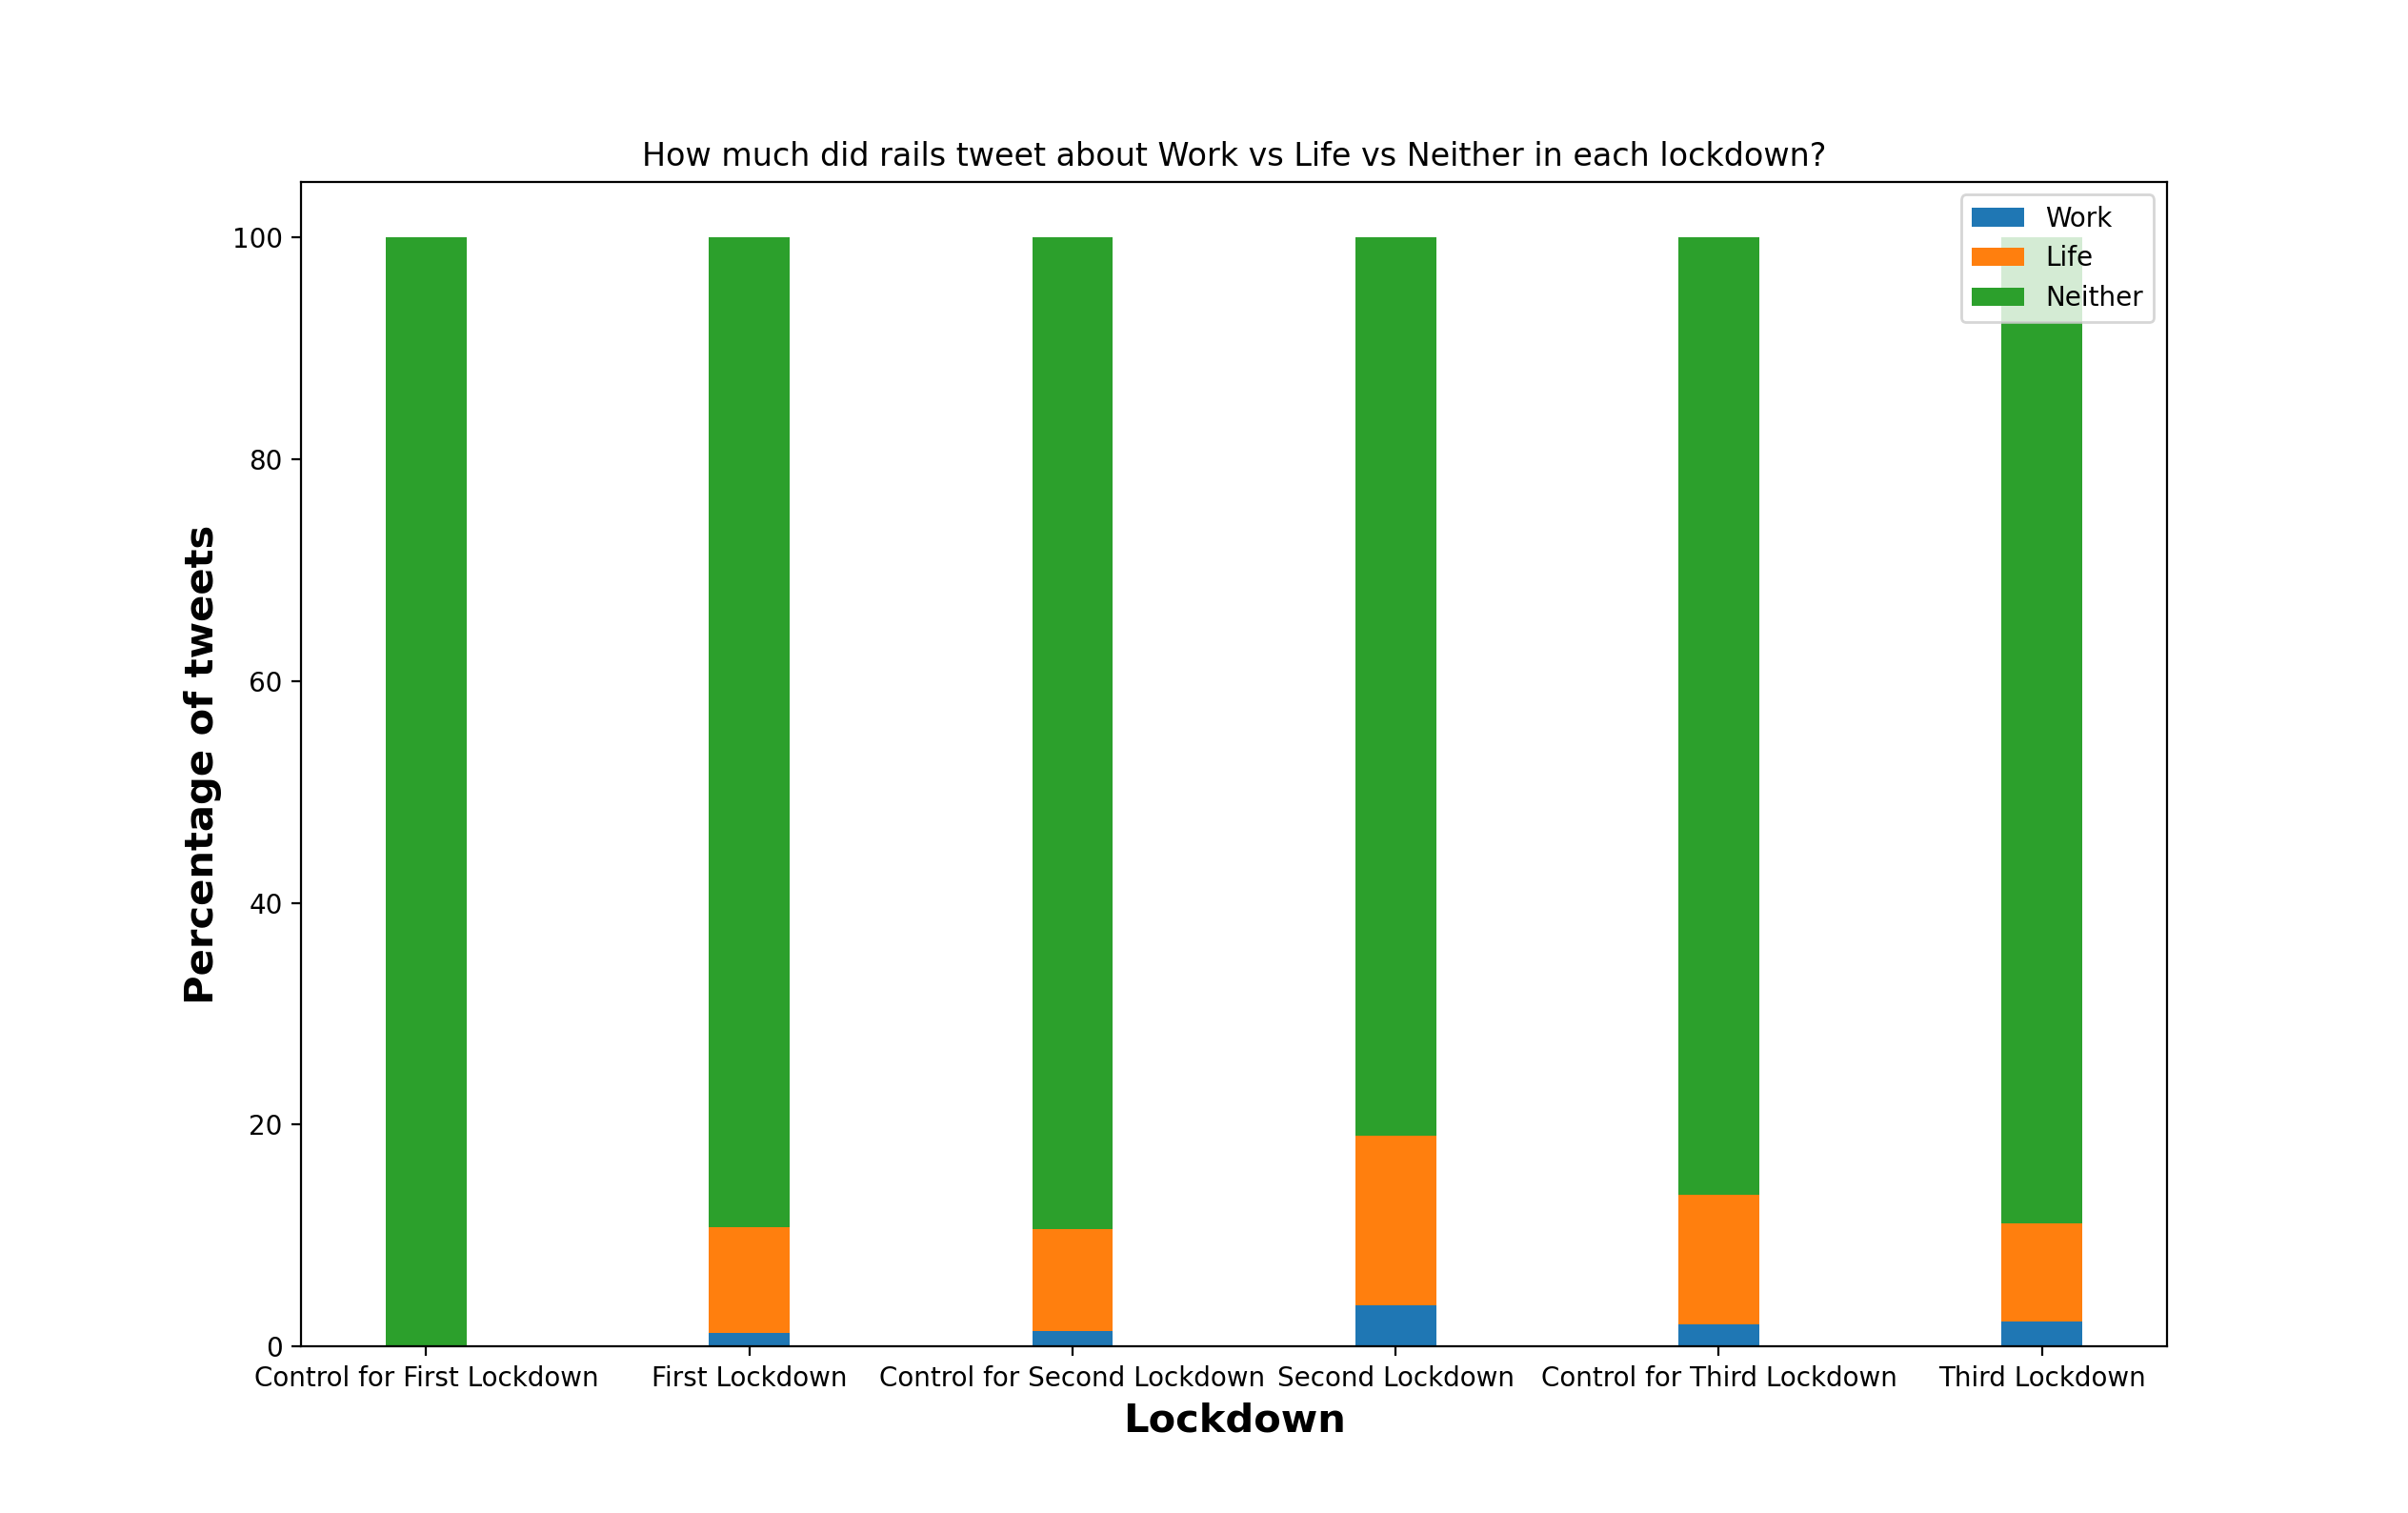 How much did rails tweet about Work vs Life vs Neither in each lockdown?
Work
Life
Neither
100
80
60
40
20
0
Percentage of tweets
Control for First Lockdown
First Lockdown
Control for Second Lockdown
Second Lockdown
Control for Third Lockdown
Third Lockdown
Lockdown